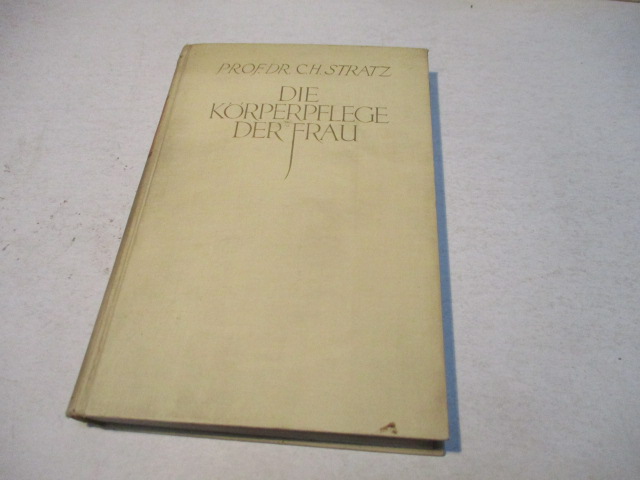 PROF.DR. C.H. STRATZ
DIE
KÖRPERPFLEGE
DER FRAU